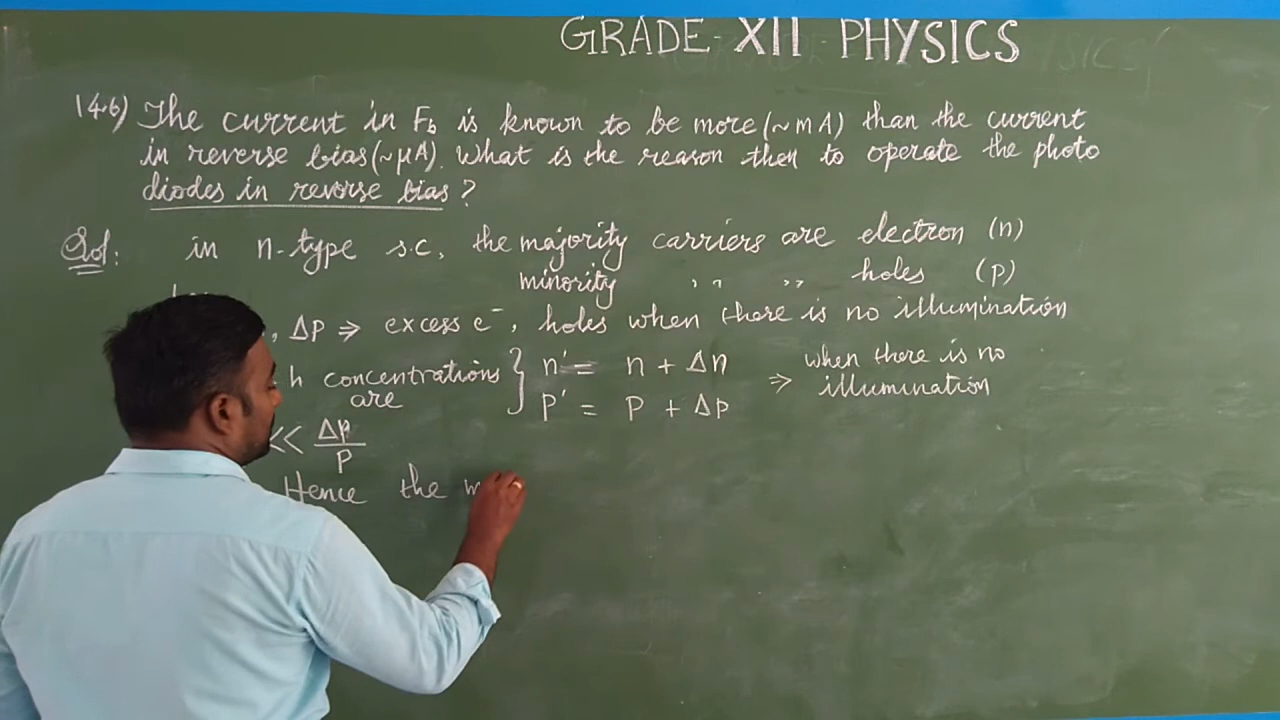 GRADE - XII - PHYSICS
14.6) The current in Fb is known to be more (~mA) than the current
in reverse bias (~μA). What is the reason then to operate the photo
diodes in reverse bias?
Sol: in n-type s.c, the majority carriers are electron (n)
minority ,, ,, holes (p)
, Δp ⇒ excess e⁻, holes when there is no illumination
h concentrations are } n' = n + Δn
p' = p + Δp ⇒ when there is no illumination
<< Δp/p
Hence the